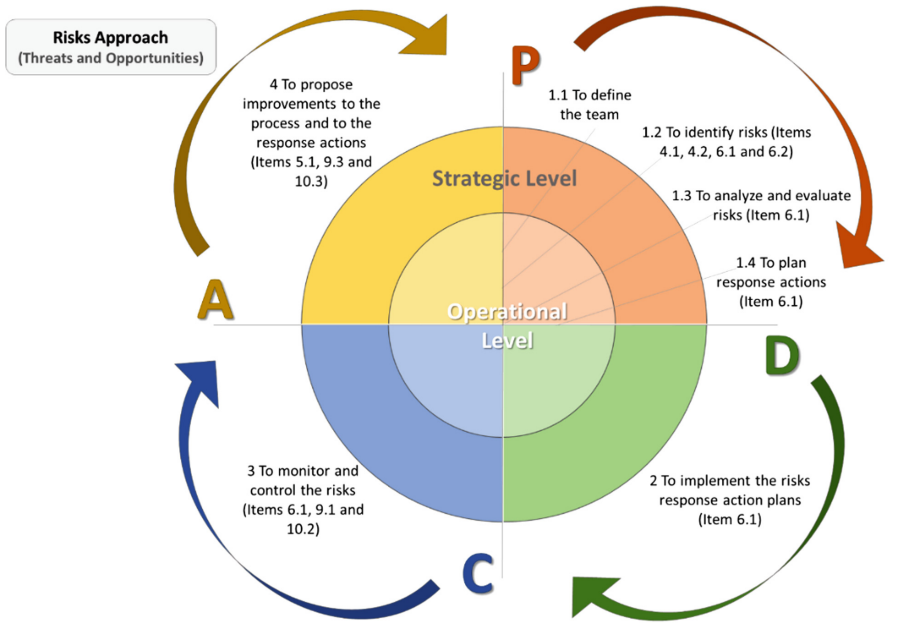 Risks Approach
(Threats and Opportunities)
P
1.1 To define
the team
4 To propose
improvements to the
process and to the
response actions
(Items 5.1, 9.3 and
10.3)
1.2 To identify risks (Items
4.1, 4.2, 6.1 and 6.2)
Strategic Level
1.3 To analyze and evaluate
risks (Item 6.1)
1.4 To plan
response actions
(Item 6.1)
A
Operational
Level
D
3 To monitor and
control the risks
(Items 6.1, 9.1 and
10.2)
2 To implement the risks
response action plans
(Item 6.1)
C